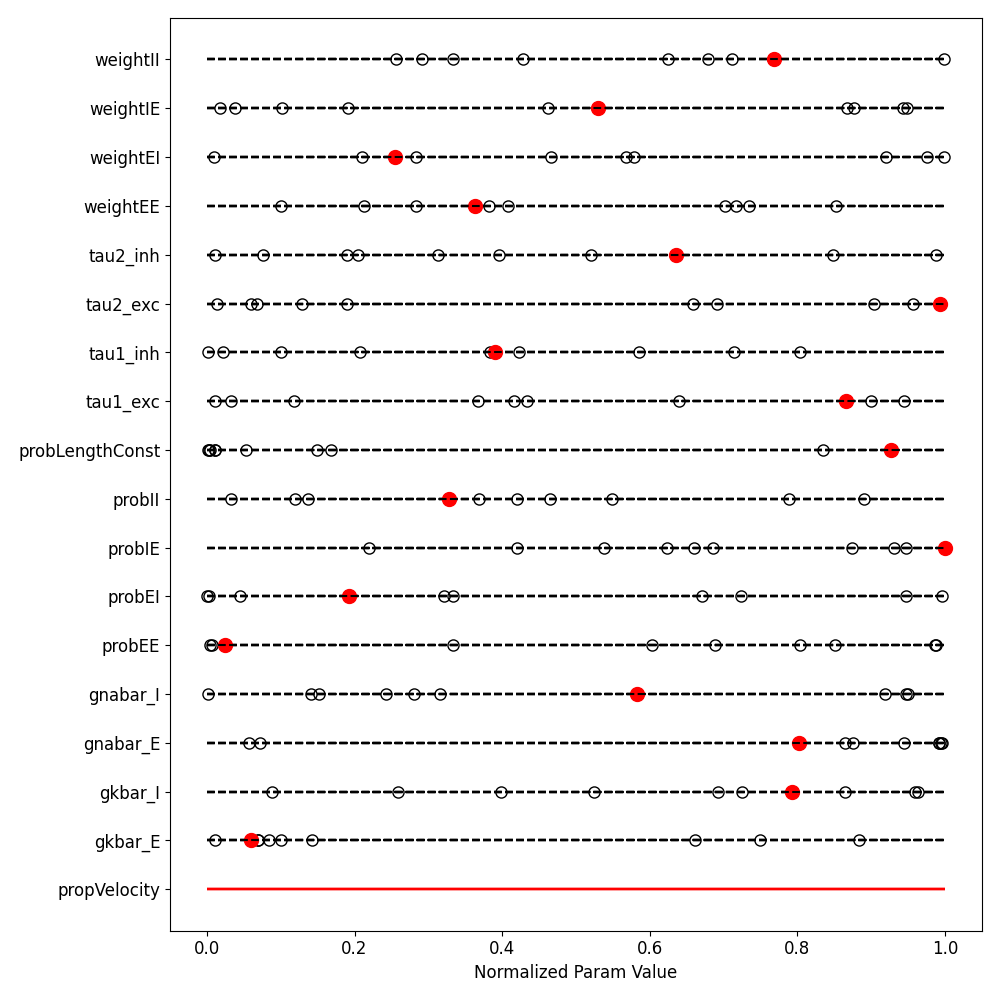 weightII
weightIE
weightEI
weightEE
tau2_inh
tau2_exc
tau1_inh
tau1_exc
probLengthConst
probII
probIE
probEI
probEE
gnabar_I
gnabar_E
gkbar_I
gkbar_E
propVelocity
0.0 0.2 0.4 0.6 0.8 1.0
Normalized Param Value